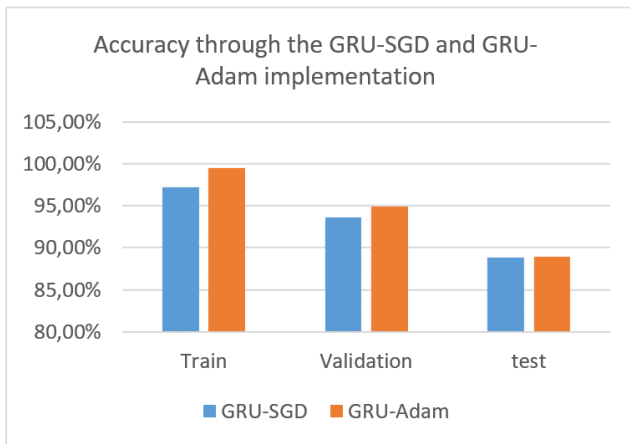 Accuracy through the GRU-SGD and GRU-
Adam implementation
105,00%
100,00%
95,00%
90,00%
85,00%
80,00%
Train Validation test
GRU-SGD GRU-Adam